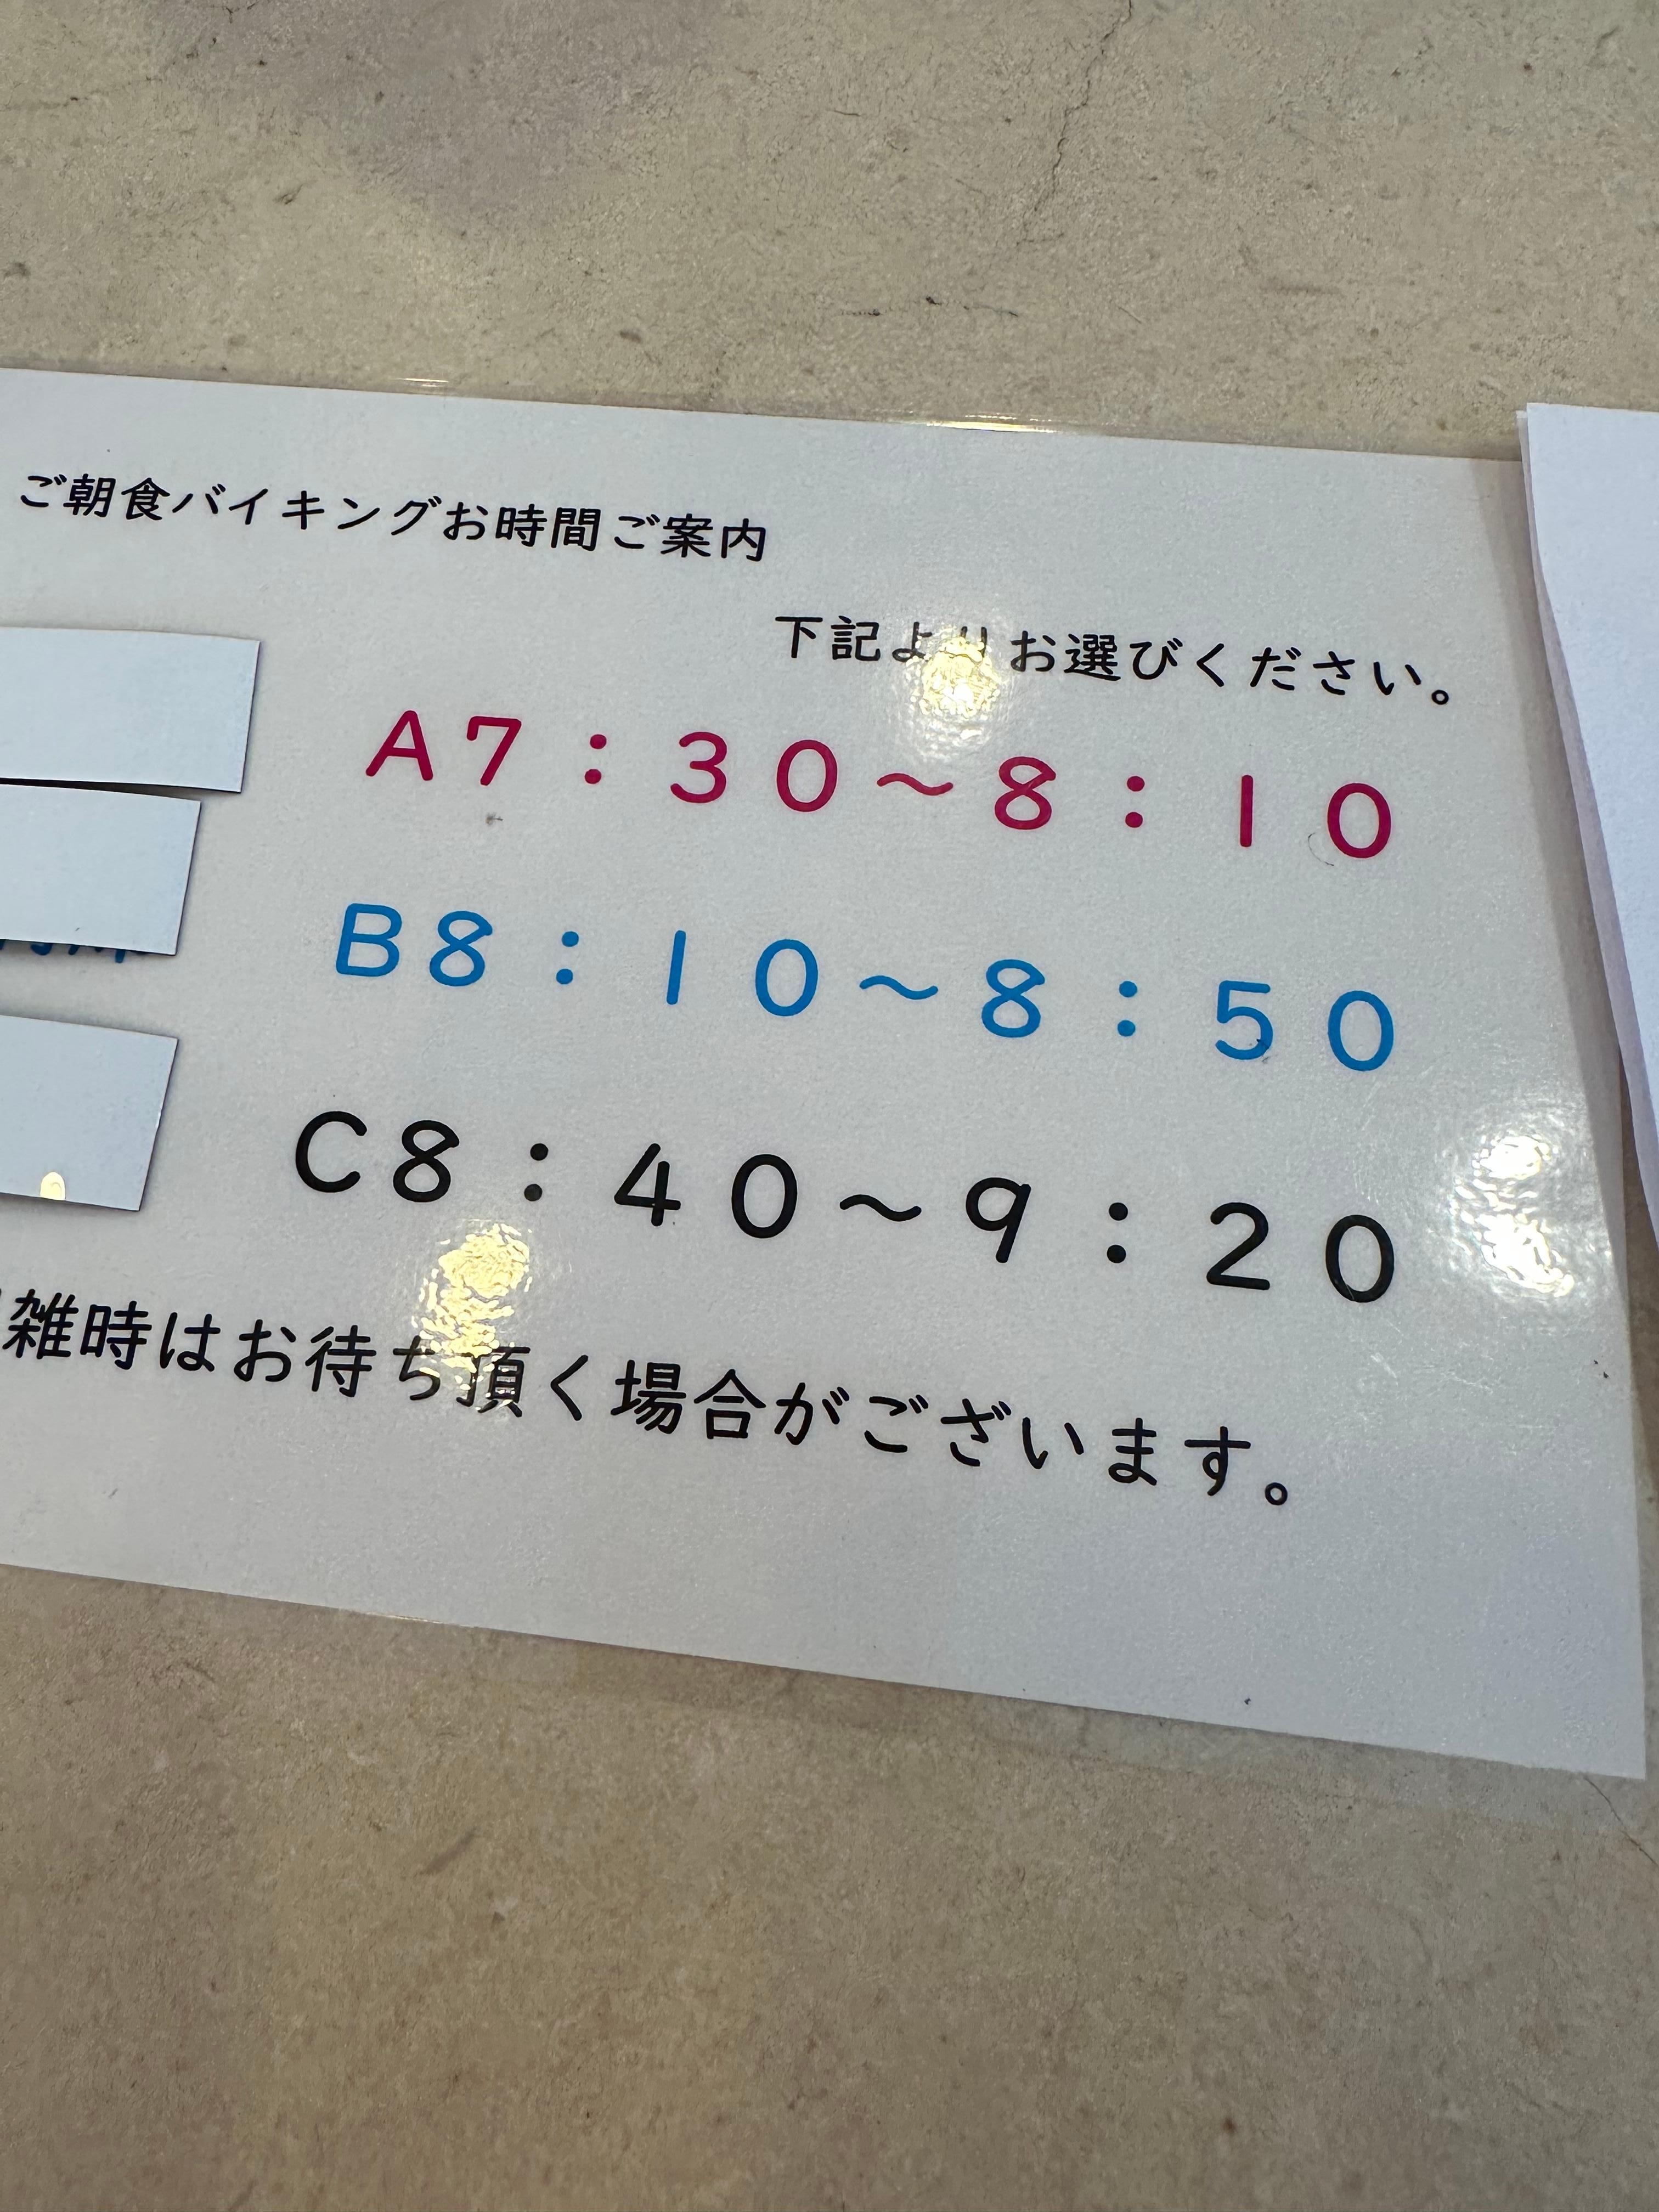 ご朝食バイキングお時間ご案内
下記よりお選びください。
A7：30～8：10
B8：10～8：50
C8：40～9：20
雑時はお待ち頂く場合がございます。